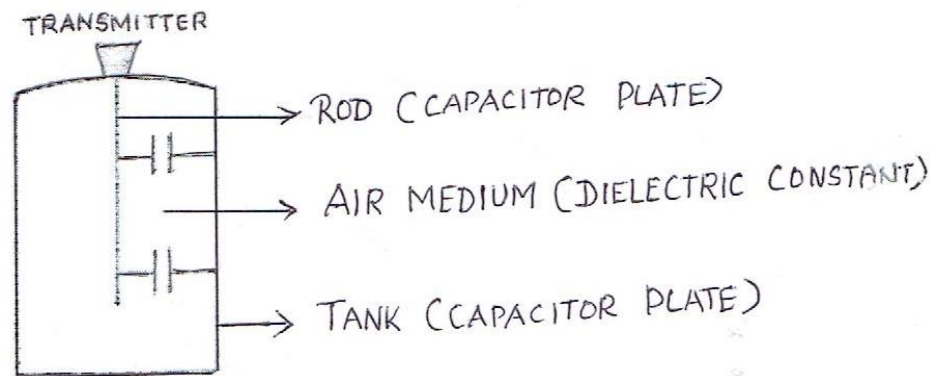 TRANSMITTER
ROD (CAPACITOR PLATE)
AIR MEDIUM (DIELECTRIC CONSTANT)
TANK (CAPACITOR PLATE)